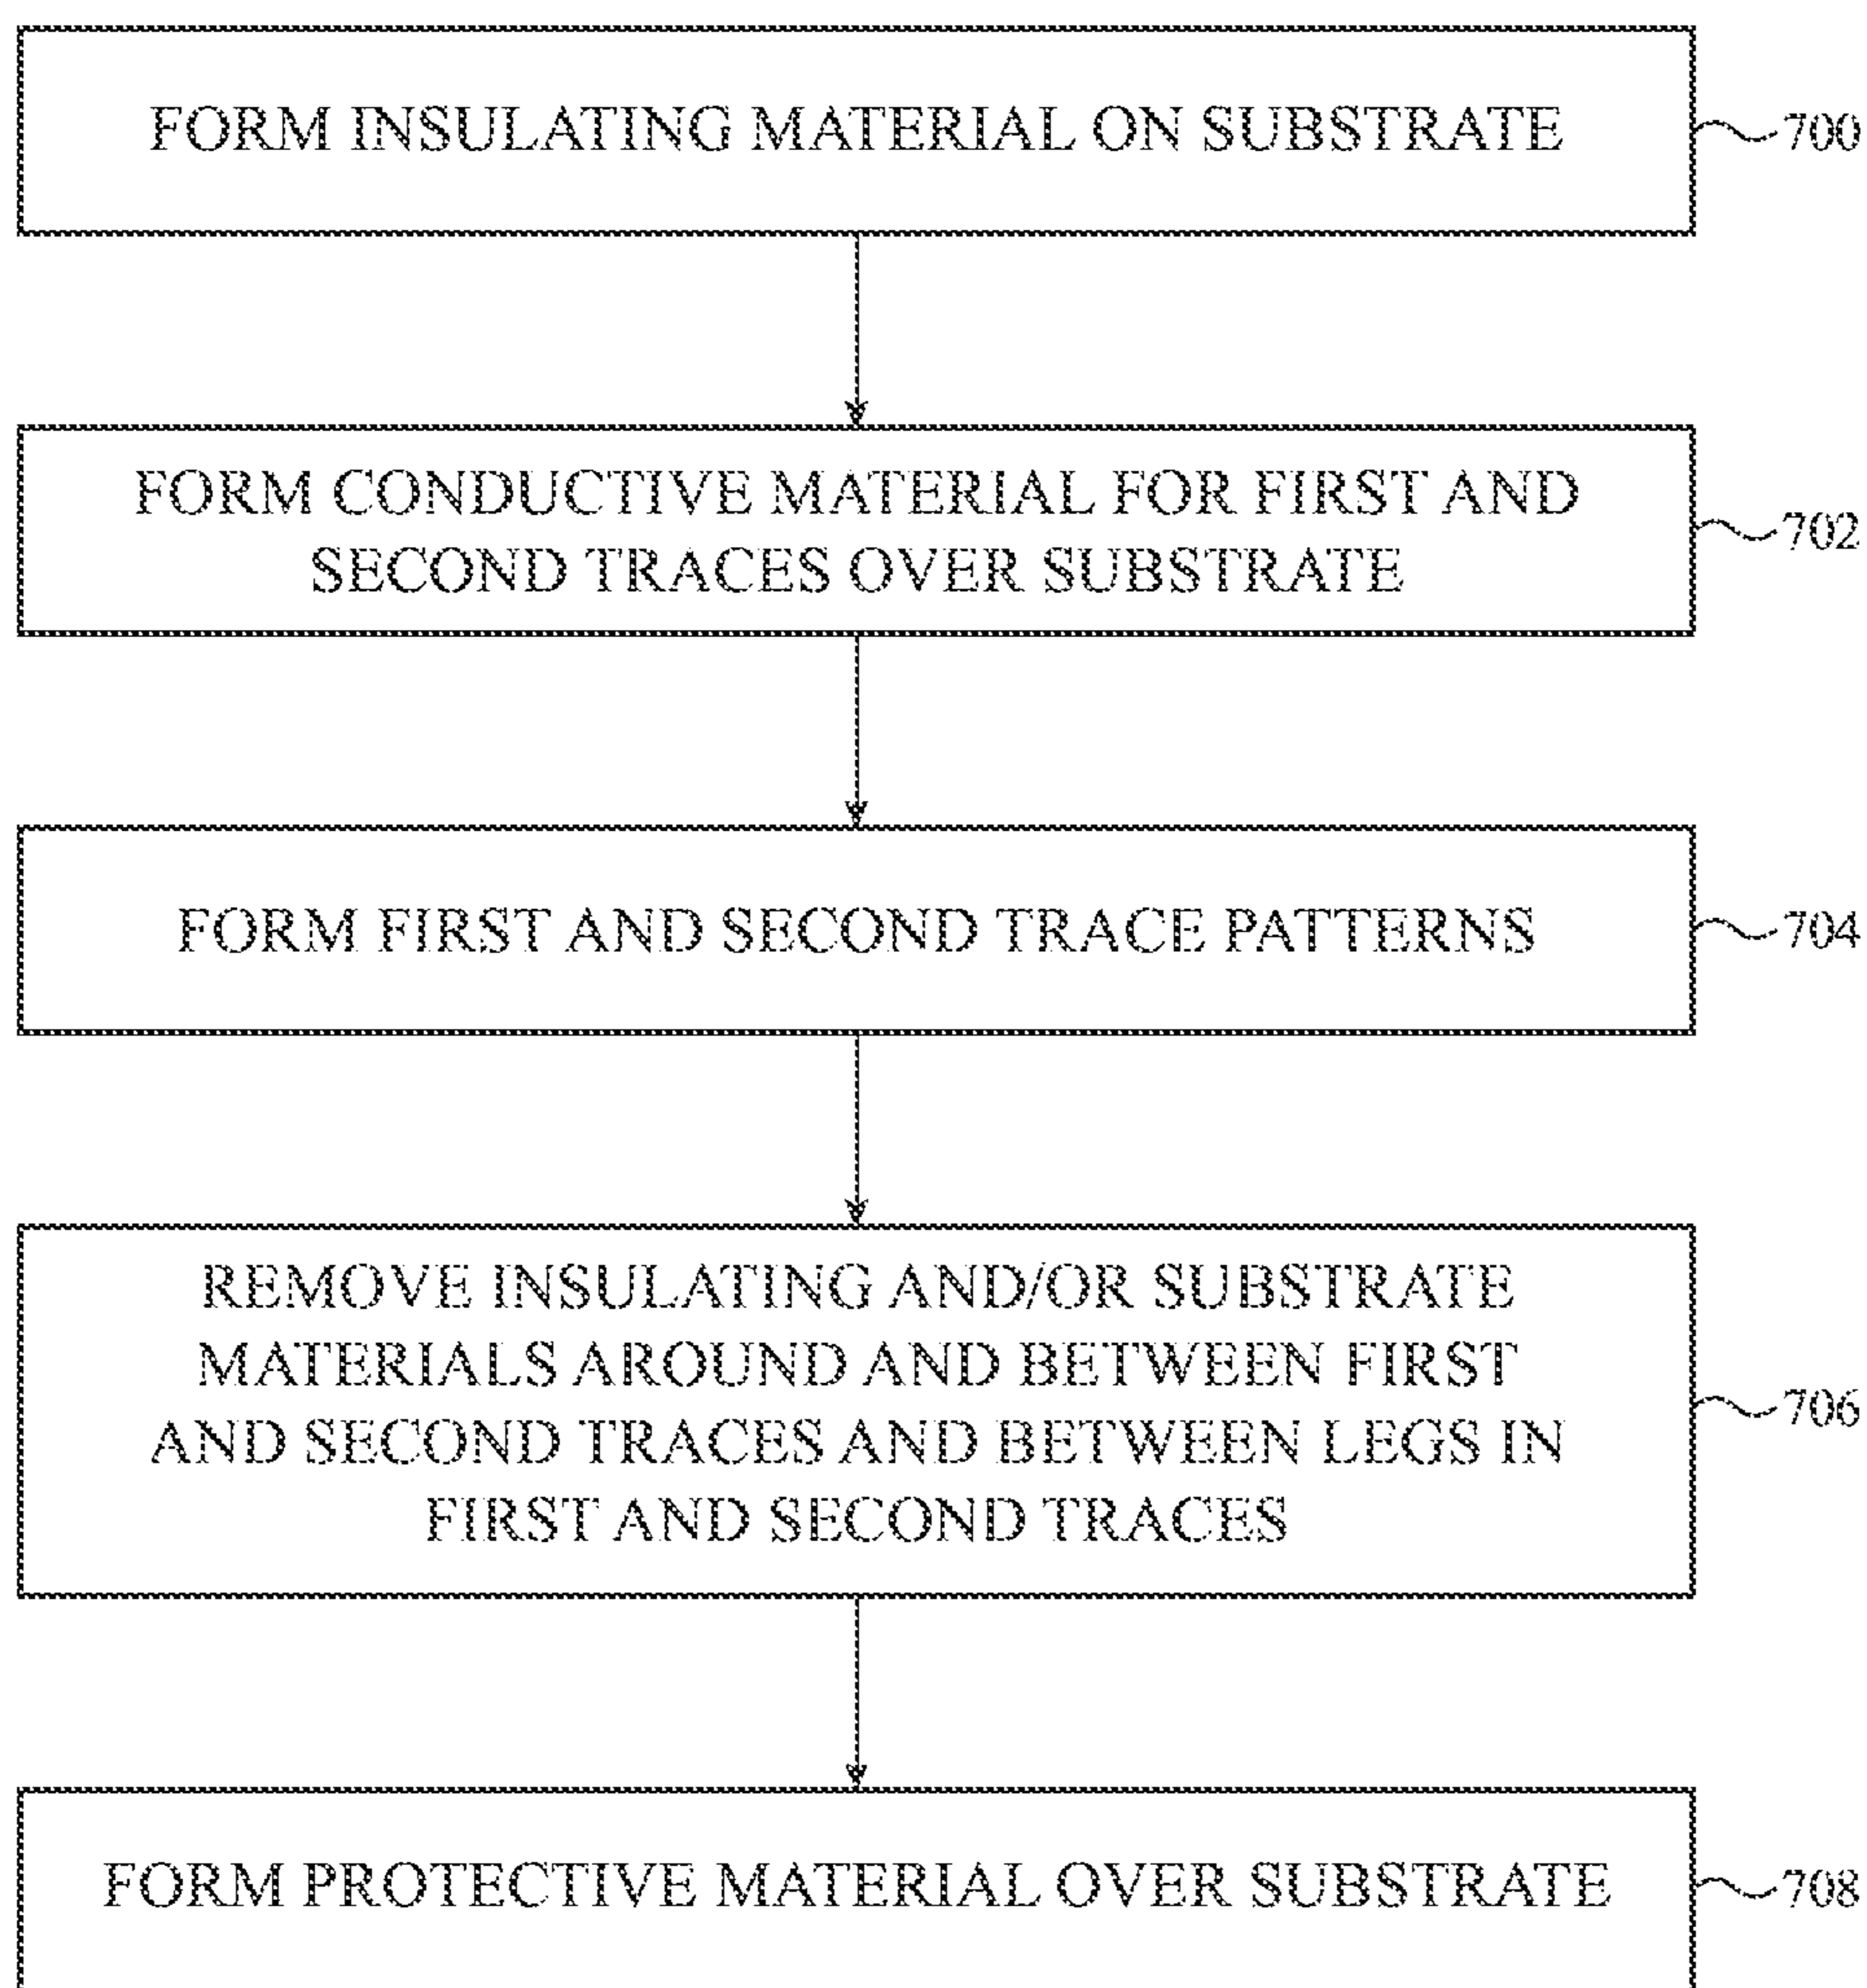 FORM INSULATING MATERIAL ON SUBSTRATE
700
FORM CONDUCTIVE MATERIAL FOR FIRST AND
SECOND TRACES OVER SUBSTRATE
702
FORM FIRST AND SECOND TRACE PATTERNS
704
REMOVE INSULATING AND/OR SUBSTRATE
MATERIALS AROUND AND BETWEEN FIRST
AND SECOND TRACES AND BETWEEN LEGS IN
FIRST AND SECOND TRACES
706
FORM PROTECTIVE MATERIAL OVER SUBSTRATE
708